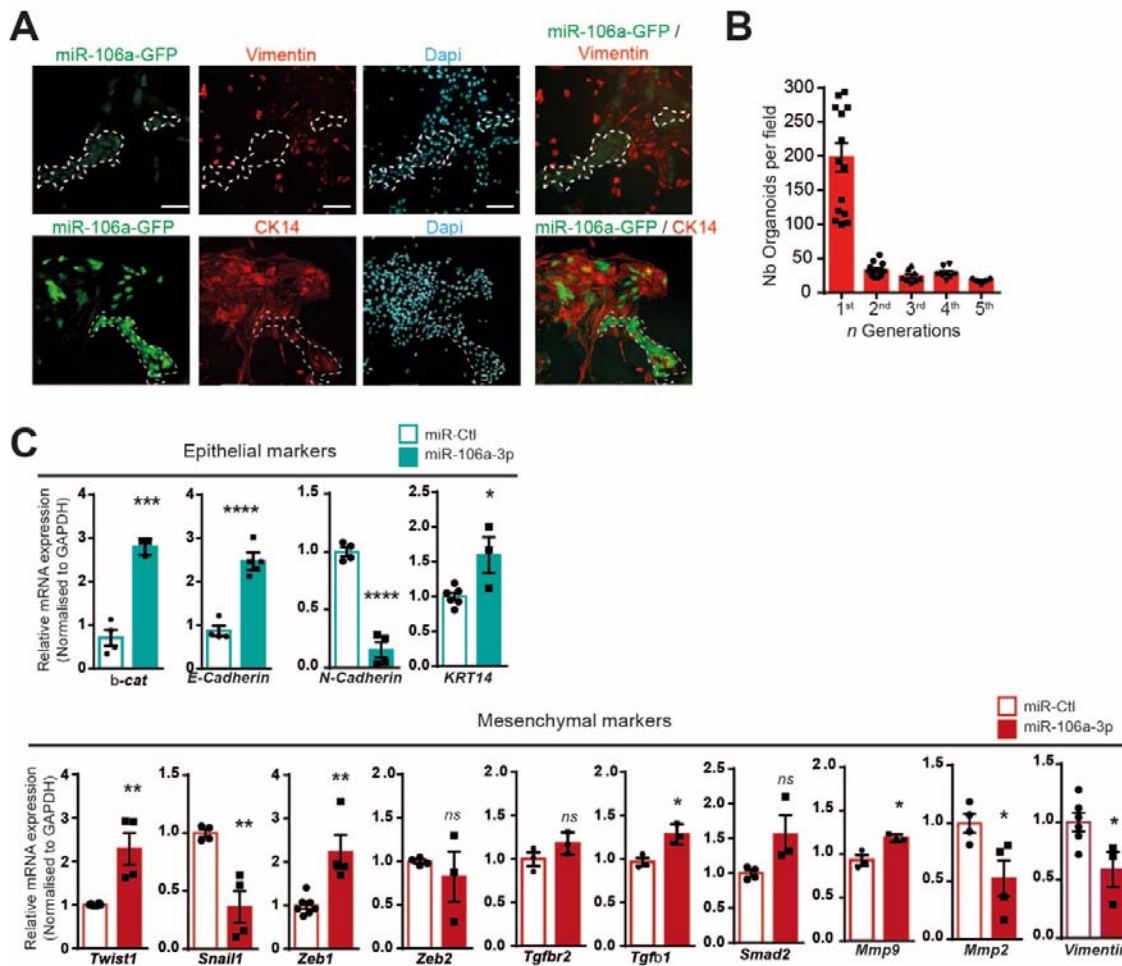 A
miR-106a-GFP
Vimentin
Dapi
miR-106a-GFP /
Vimentin
miR-106a-GFP
CK14
Dapi
miR-106a-GFP / CK14
B
Nb Organoids per field
300
250
200
150
100
50
0
1st
2nd
3rd
4th
5th
n Generations
C
Epithelial markers
miR-Ctl
miR-106a-3p
Relative mRNA expression
(Normalised to GAPDH)
4
3
2
1
0
***
b-cat
4
3
2
1
0
****
E-Cadherin
1.0
0.5
0.0
****
N-Cadherin
2.5
2.0
1.5
1.0
0.5
0.0
*
KRT14
Mesenchymal markers
miR-Ctl
miR-106a-3p
Relative mRNA expression
(Normalised to GAPDH)
4
3
2
1
0
**
Twist1
1.5
1.0
0.5
0.0
**
Snail1
4
3
2
1
0
**
Zeb1
2.0
1.5
1.0
0.5
0.0
ns
Zeb2
2.0
1.5
1.0
0.5
0.0
ns
Tgfbr2
2.0
1.5
1.0
0.5
0.0
*
Tgfb1
2.5
2.0
1.5
1.0
0.5
0.0
ns
Smad2
2.0
1.5
1.0
0.5
0.0
*
Mmp9
1.5
1.0
0.5
0.0
*
Mmp2
1.5
1.0
0.5
0.0
*
Vimentin